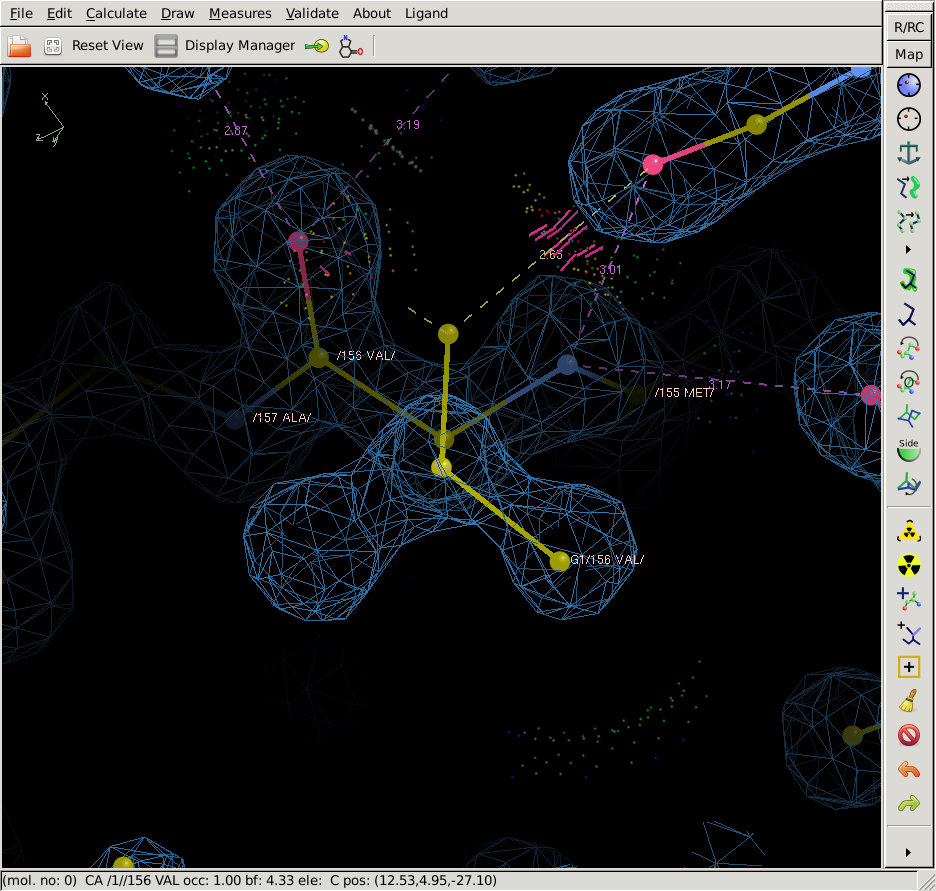 File Edit Calculate Draw Measures Validate About Ligand
Reset View Display Manager
R/RC
Map
x
z y
2.87
3.19
2.63
3.01
/156 VAL/
3.17
/155 MET/
/157 ALA/
Side
G1/156 VAL/
(mol. no: 0) CA /1//156 VAL occ: 1.00 bf: 4.33 ele: C pos: (12.53,4.95,-27.10)